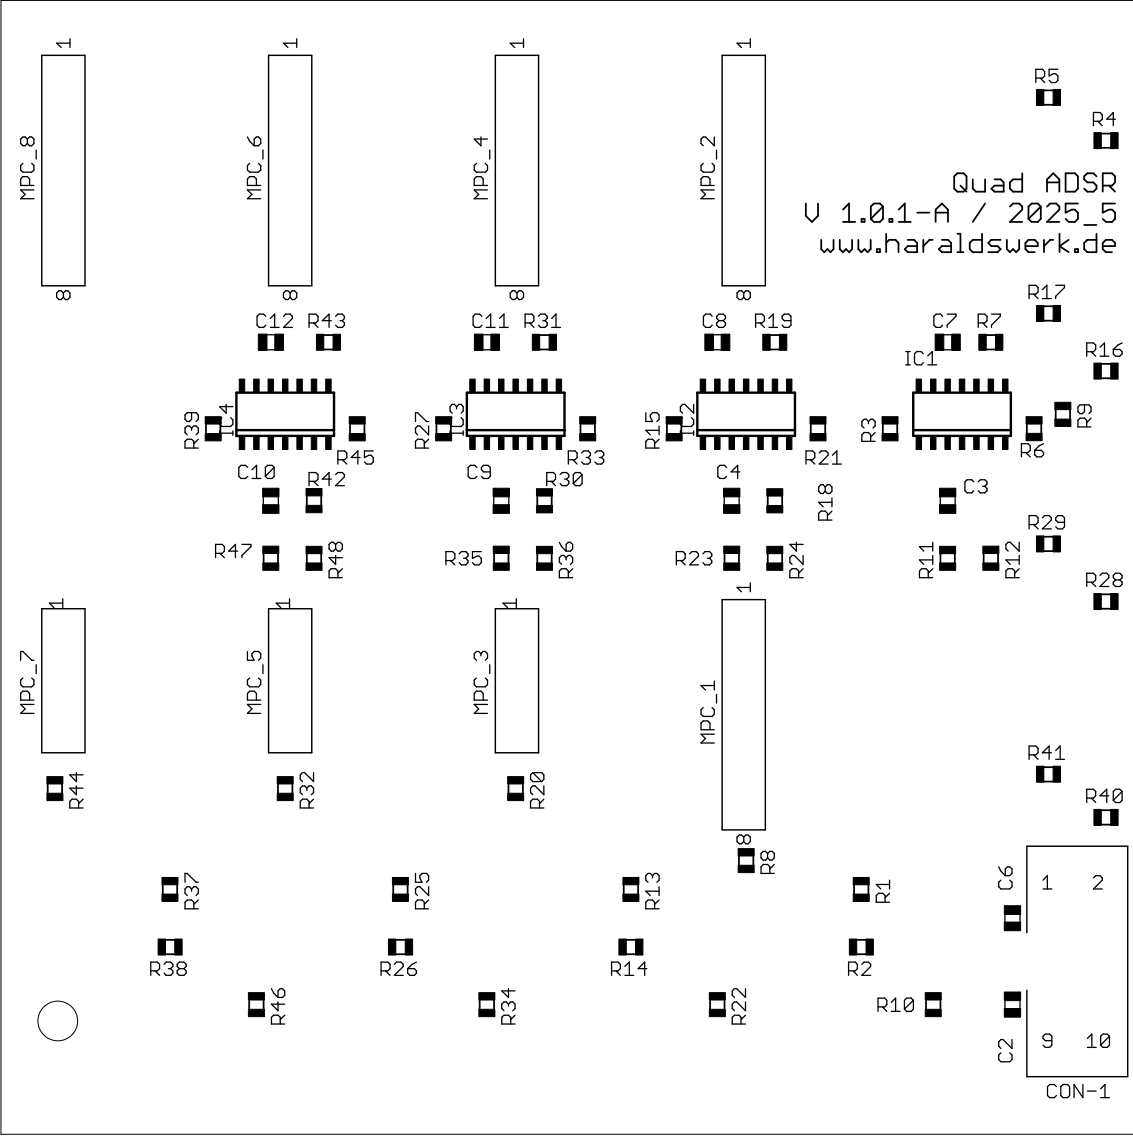 1 1 1 1
R5
R4
MPC_8 MPC_6 MPC_4 MPC_2
Quad ADSR
V 1.0.1-A / 2025_5
www.haraldswerk.de
8 8 8 8
R17
C12 R43 C11 R31 C8 R19 C7 R7
IC1 R16
R39 IC4 R27 IC3 R15 IC2 R3 R9
R45 R33 R21 R6
C10 R42 C9 R30 C4 R18 C3
R29
R47 R48 R35 R36 R23 R24 R11 R12
R28
1 1 1 1
MPC_7 MPC_5 MPC_3 MPC_1
R41
R44 R32 R20 R40
8
R8
R37 R25 R13 R1 C6 1 2
R38 R26 R14 R2
R46 R34 R22 R10
C2 9 10
CON-1